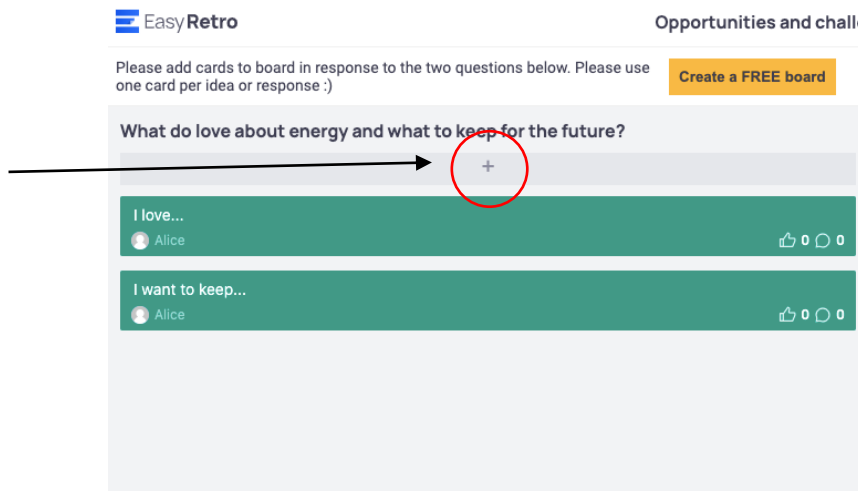 EasyRetro
Opportunities and chall
Please add cards to board in response to the two questions below. Please use
one card per idea or response :)
Create a FREE board
What do love about energy and what to keep for the future?
+
I love...
Alice
0 0
I want to keep...
Alice
0 0